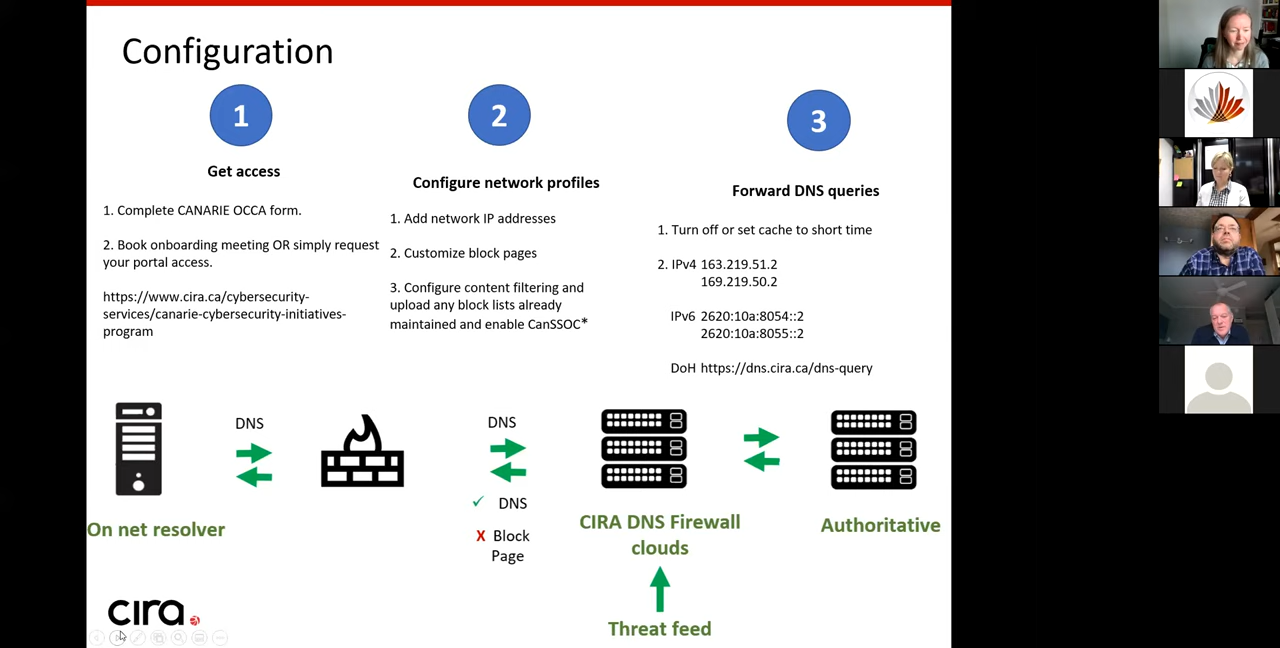 Configuration
1
Get access
1. Complete CANARIE OCCA form.
2. Book onboarding meeting OR simply request
your portal access.
https://www.cira.ca/cybersecurity-
services/canarie-cybersecurity-initiatives-
program
2
Configure network profiles
1. Add network IP addresses
2. Customize block pages
3. Configure content filtering and
upload any block lists already
maintained and enable CanSSOC*
3
Forward DNS queries
1. Turn off or set cache to short time
2. IPv4 163.219.51.2
169.219.50.2
IPv6 2620:10a:8054::2
2620:10a:8055::2
DoH https://dns.cira.ca/dns-query
DNS
DNS
✓ DNS
X Block
Page
On net resolver
CIRA DNS Firewall
clouds
Authoritative
Threat feed
cira